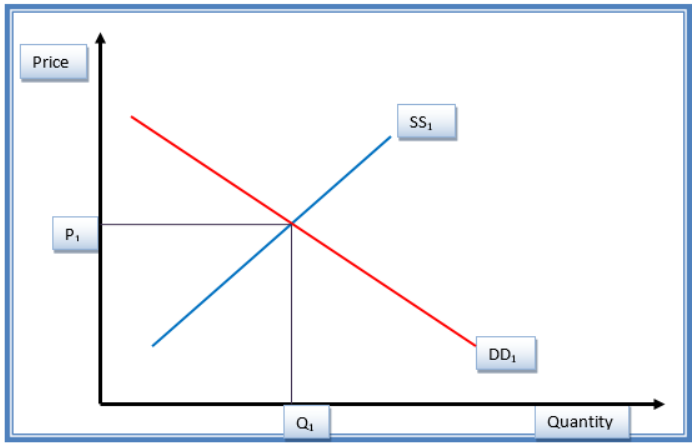 Price
SS₁
P₁
DD₁
Q₁
Quantity